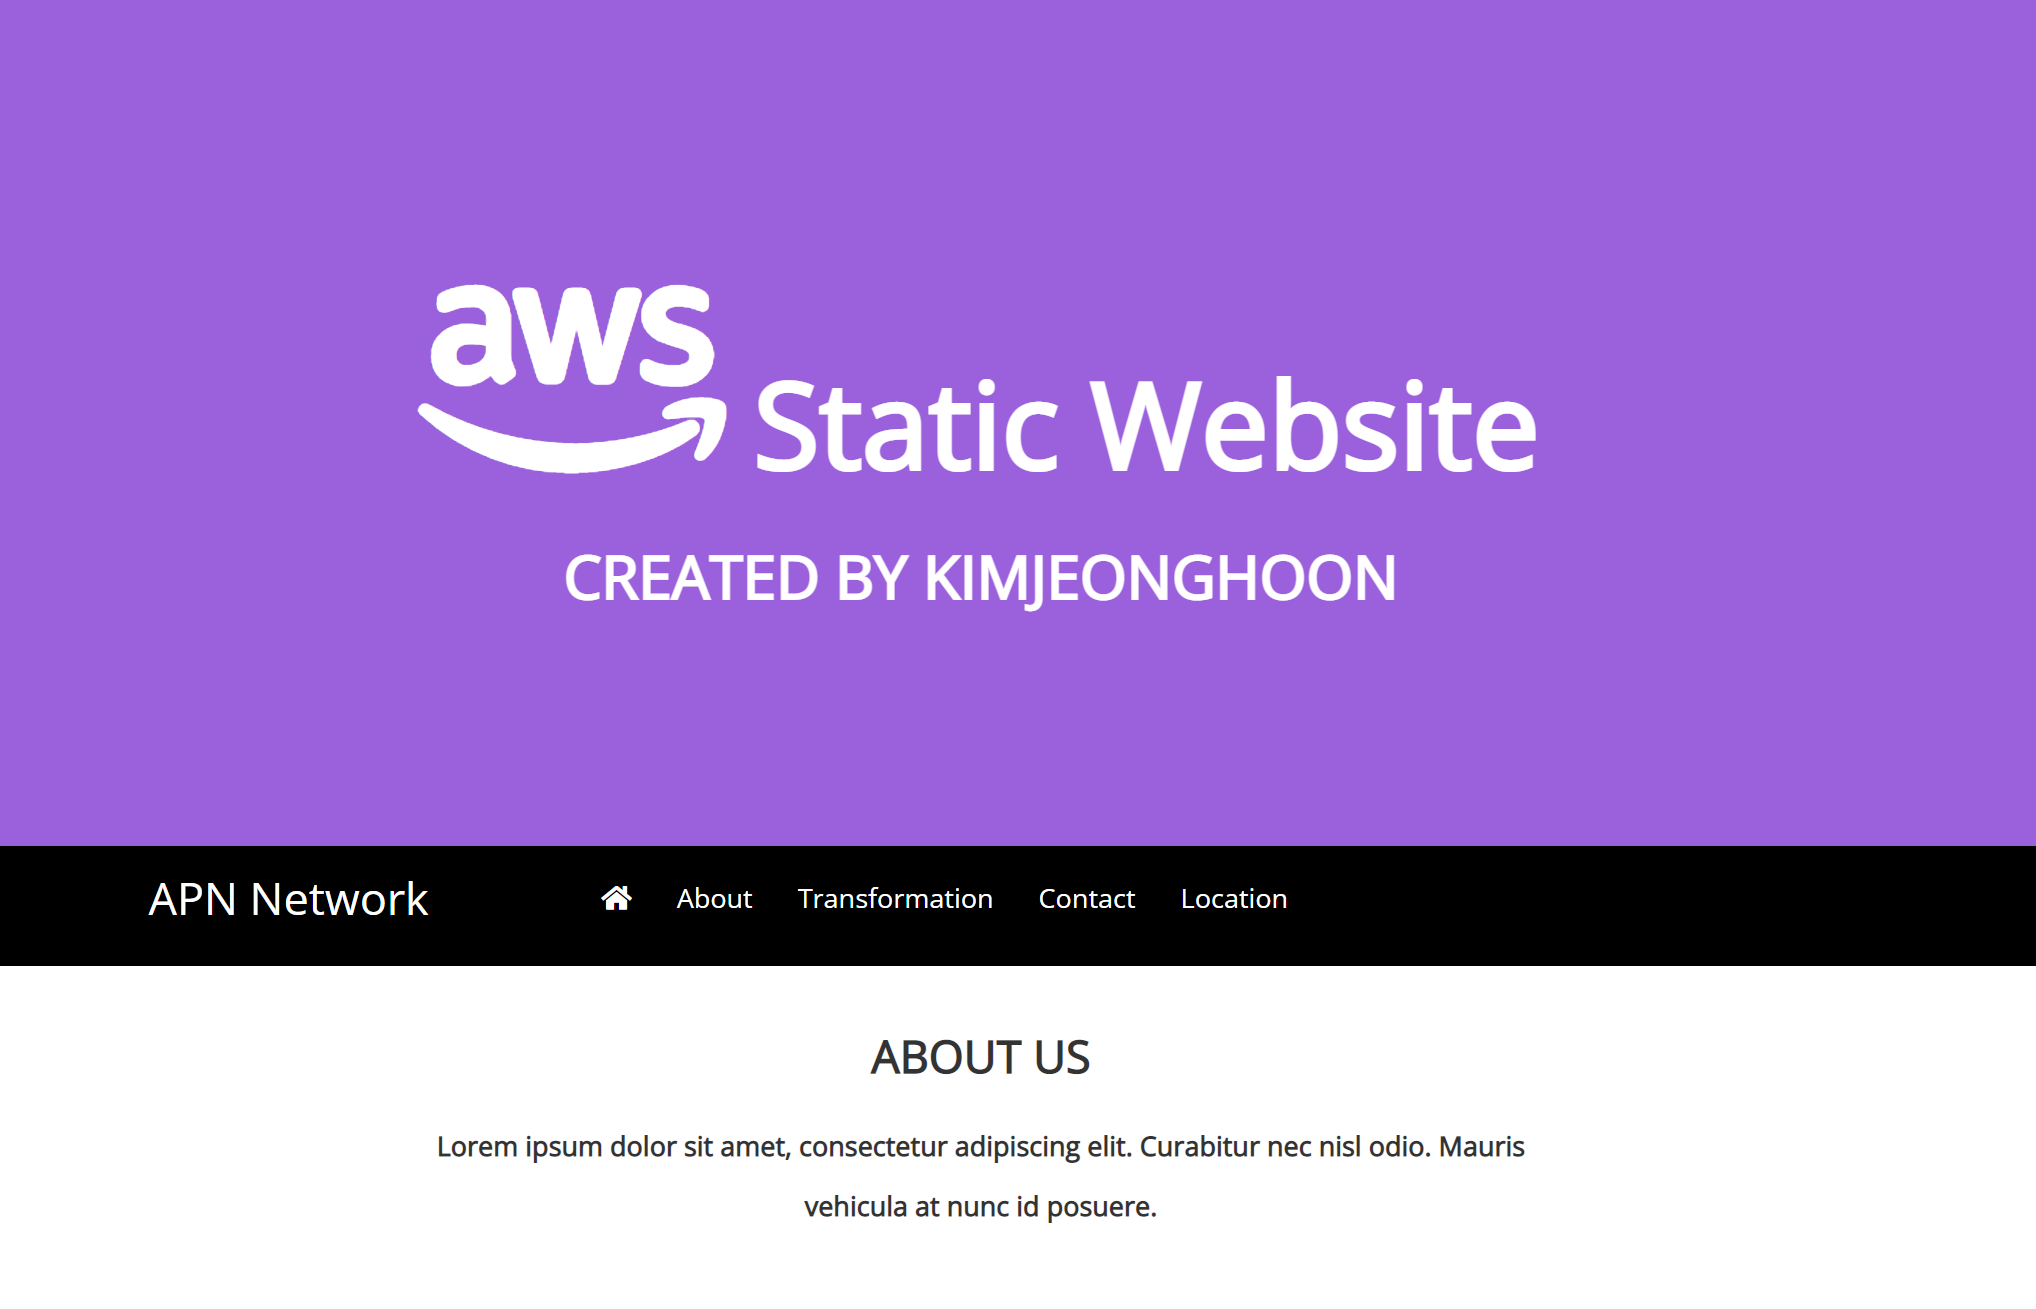 aws Static Website
CREATED BY KIMJEONGHOON
APN Network
About Transformation Contact Location
ABOUT US
Lorem ipsum dolor sit amet, consectetur adipiscing elit. Curabitur nec nisl odio. Mauris
vehicula at nunc id posuere.